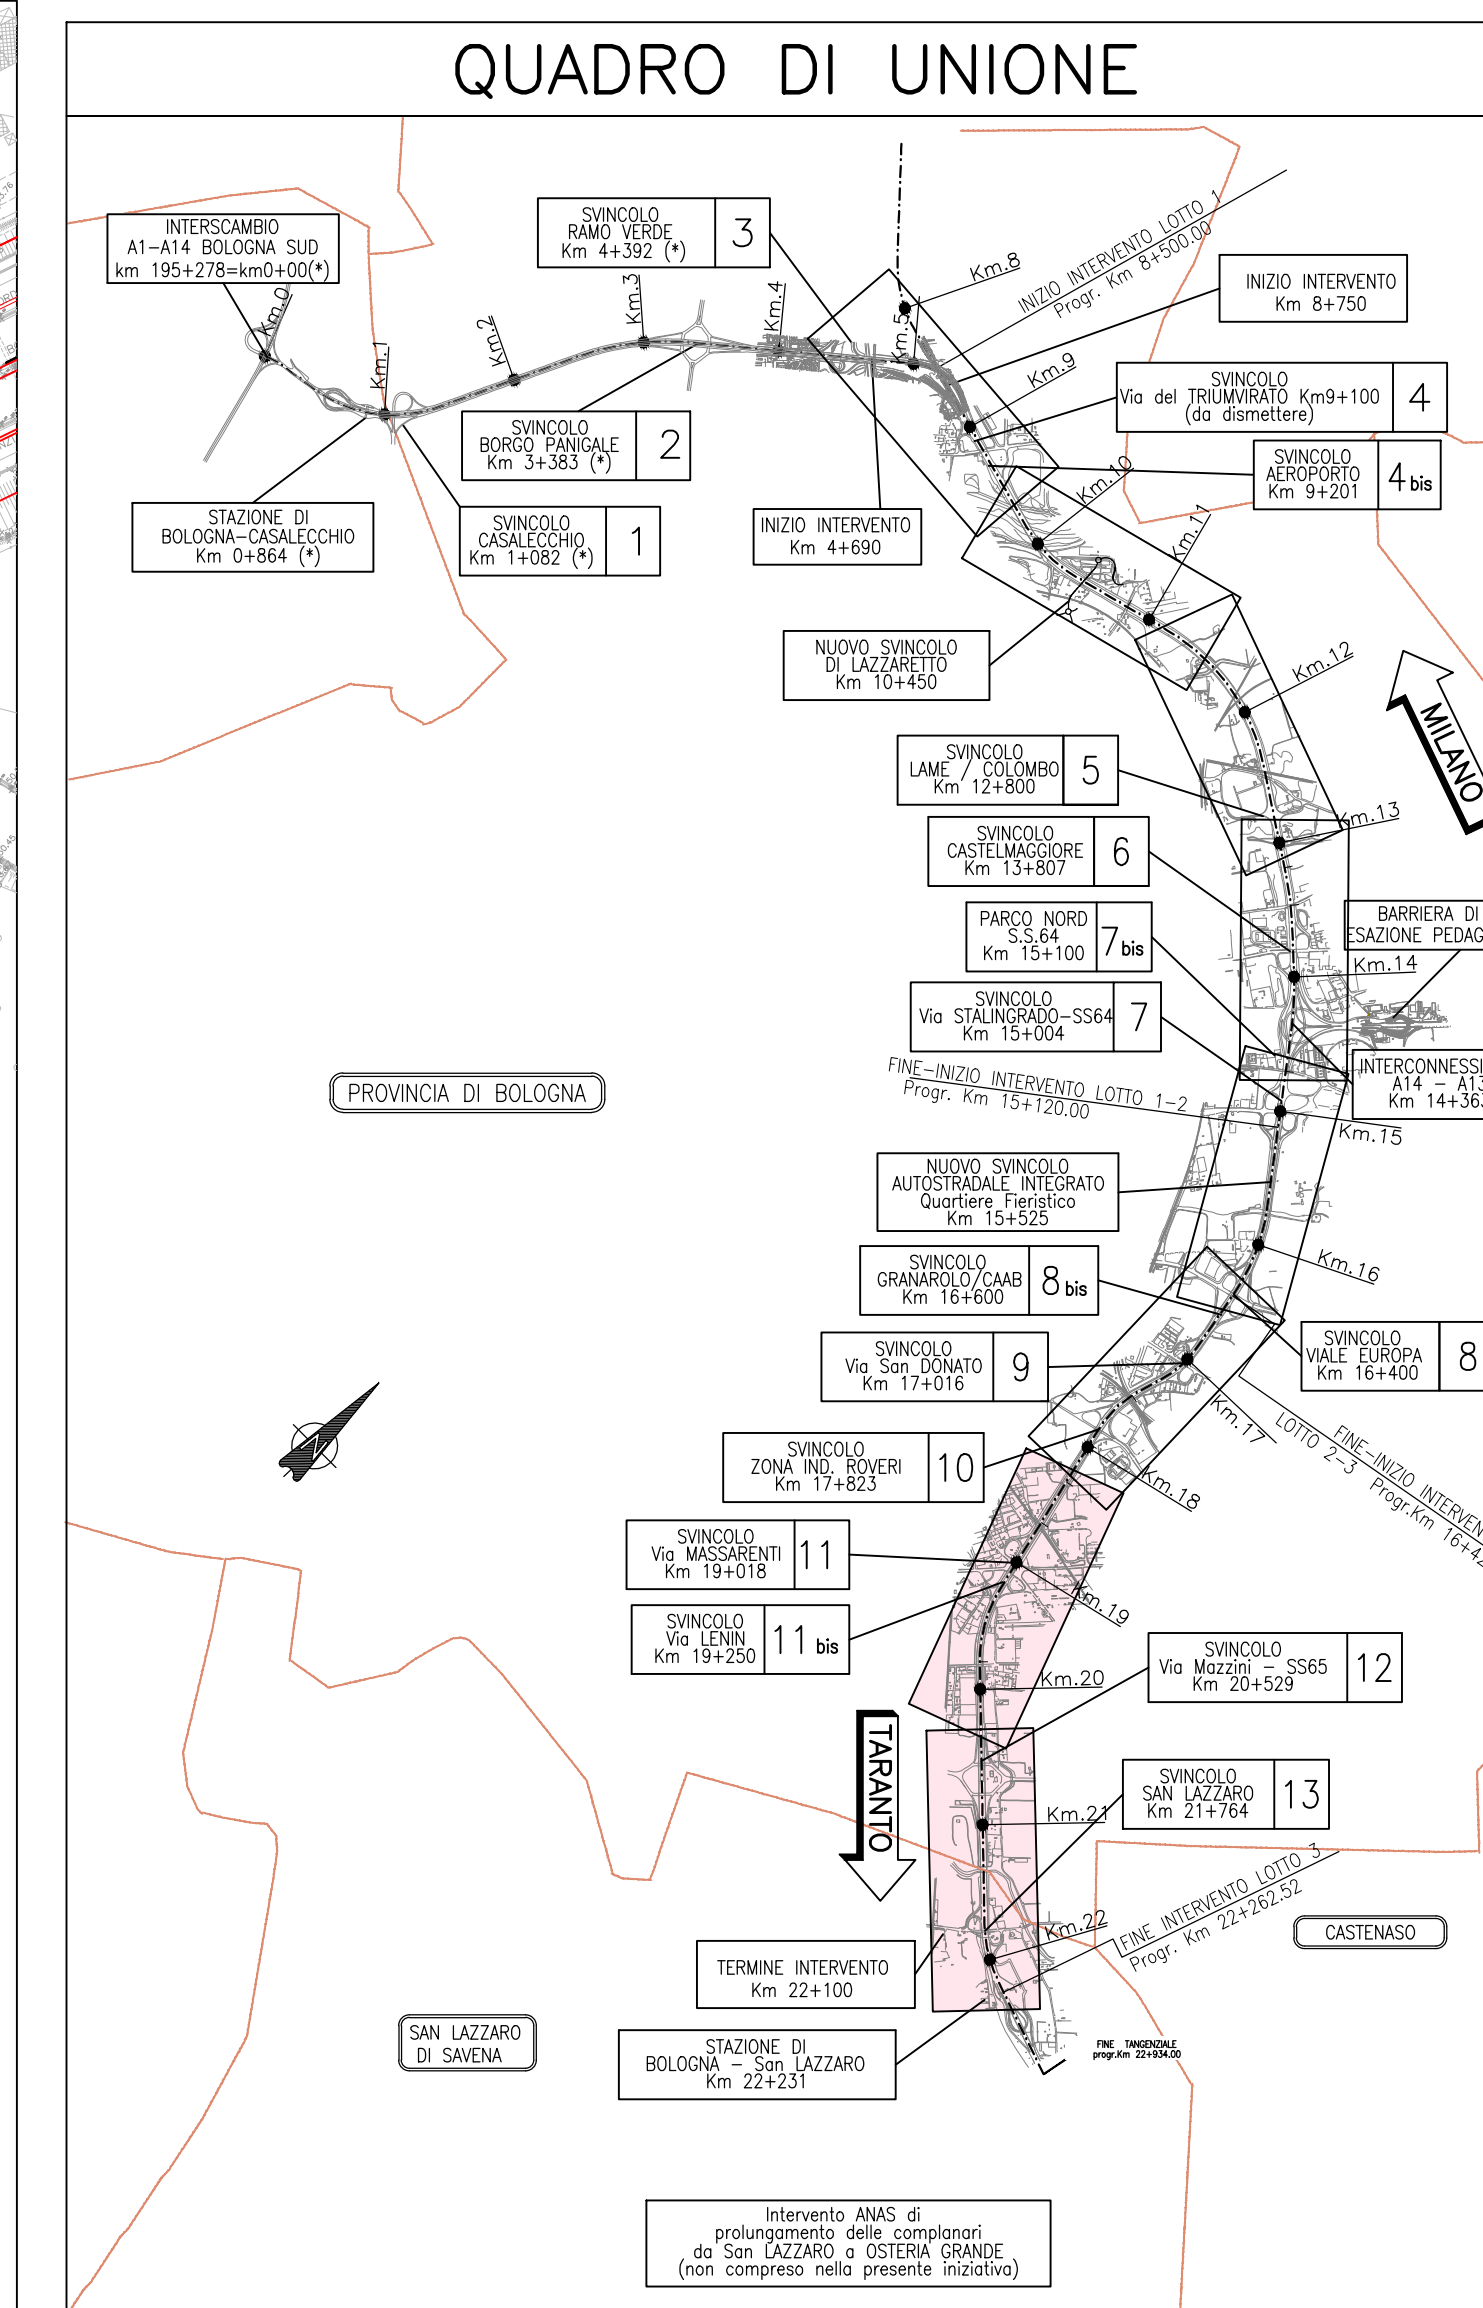 QUADRO DI UNIONE
INTERSCAMBIO
A1-A14 BOLOGNA SUD
km 195+278=km0+00(*)
SVINCOLO
RAMO VERDE
Km 4+392 (*)
3
INIZIO INTERVENTO LOTTO 1
Progr. Km 8+500.00
INIZIO INTERVENTO
Km 8+750
Km.0
Km.1
Km.2
Km.3
Km.4
Km.5
Km.8
Km.9
SVINCOLO
Via del TRIUMVIRATO Km9+100
(da dismettere)
4
SVINCOLO
BORGO PANIGALE
Km 3+383 (*)
2
SVINCOLO
AEROPORTO
Km 9+201
4 bis
STAZIONE DI
BOLOGNA-CASALECCHIO
Km 0+864 (*)
SVINCOLO
CASALECCHIO
Km 1+082 (*)
1
INIZIO INTERVENTO
Km 4+690
Km.10
Km.11
NUOVO SVINCOLO
DI LAZZARETTO
Km 10+450
Km.12
MILANO
SVINCOLO
LAME / COLOMBO
Km 12+800
5
Km.13
SVINCOLO
CASTELMAGGIORE
Km 13+807
6
PARCO NORD
S.S.64
Km 15+100
7 bis
BARRIERA DI
ESAZIONE
Km.14
SVINCOLO
Via STALINGRADO-SS64
Km 15+004
7
INTERCONNESSI
A14 - A13
Km 14+363
FINE-INIZIO INTERVENTO LOTTO 1-2
Progr. Km 15+120.00
PROVINCIA DI BOLOGNA
Km.15
NUOVO SVINCOLO
AUTOSTRADALE INTEGRATO
Quartiere Fieristico
Km 15+525
SVINCOLO
GRANAROLO/CAAB
Km 16+600
8 bis
Km.16
SVINCOLO
Via San DONATO
Km 17+016
9
SVINCOLO
VIALE EUROPA
Km 16+400
8
Km.17
FINE-INIZIO
LOTTO 2-3 Progr.Km
SVINCOLO
ZONA IND. ROVERI
Km 17+823
10
Km.18
SVINCOLO
Via MASSARENTI
Km 19+018
11
Km.19
SVINCOLO
Via LENIN
Km 19+250
11 bis
SVINCOLO
Via Mazzini - SS65
Km 20+529
12
Km.20
TARANTO
SVINCOLO
SAN LAZZARO
Km 21+764
13
Km.21
FINE INTERVENTO LOTTO 3
Progr. Km 22+262.52
Km.22
CASTENASO
TERMINE INTERVENTO
Km 22+100
SAN LAZZARO
DI SAVENA
STAZIONE DI
BOLOGNA - San LAZZARO
Km 22+231
FINE TANGENZIALE
progr.Km 22+934.00
Intervento ANAS di
prolungamento delle complanari
da San LAZZARO a OSTERIA GRANDE
(non compreso nella presente iniziativa)